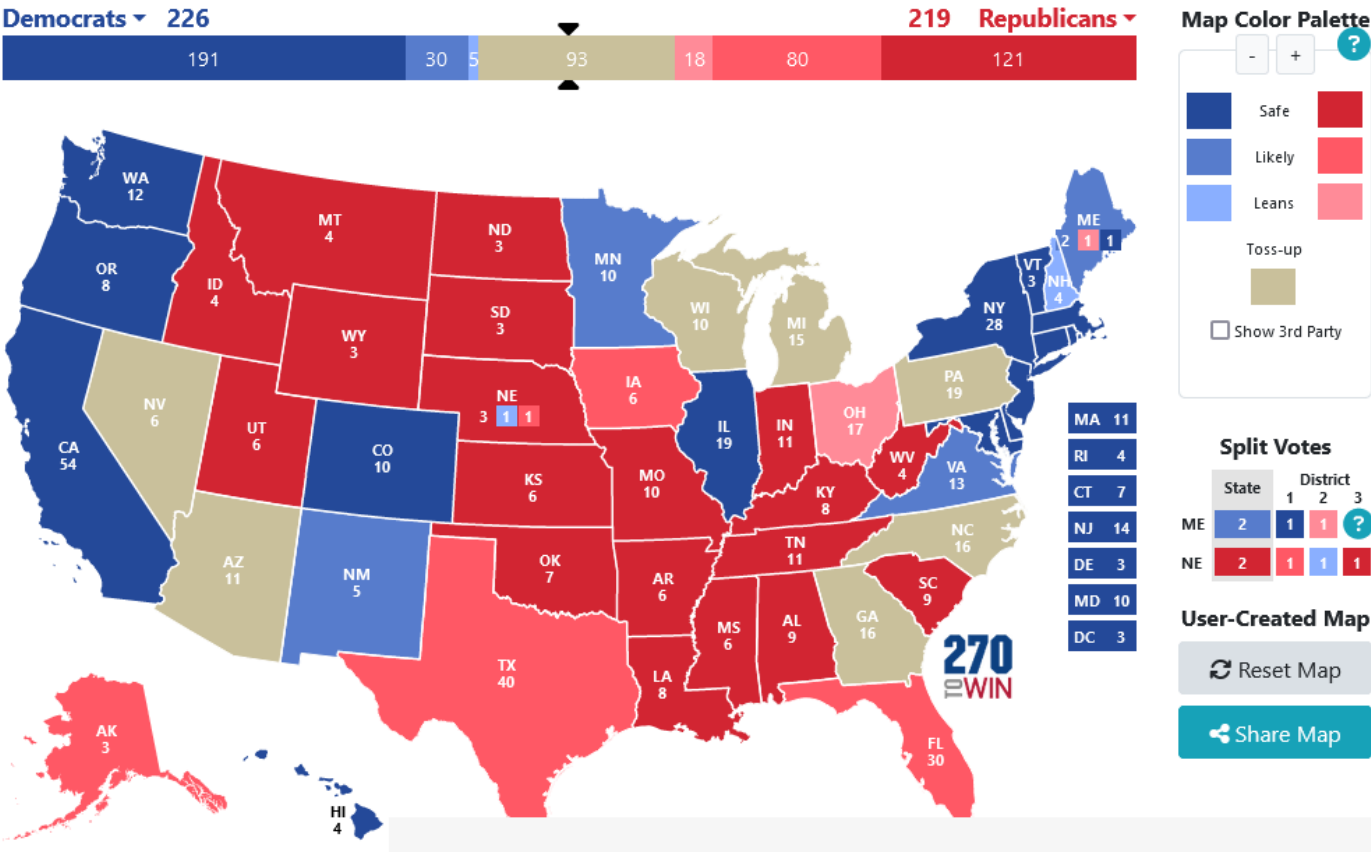 Democrats 226
219 Republicans
191 30 5 93 18 80 121
Map Color Palette
- + ?
Safe
Likely
Leans
Toss-up
Show 3rd Party
WA
12
OR
8
CA
54
NV
6
ID
4
MT
4
WY
3
UT
6
CO
10
AZ
11
NM
5
ND
3
SD
3
NE
3 1 1
KS
6
OK
7
TX
40
MN
10
IA
6
MO
10
AR
6
LA
8
WI
10
IL
19
MI
15
IN
11
OH
17
KY
8
TN
11
MS
6
AL
9
GA
16
FL
30
SC
9
NC
16
VA
13
WV
4
PA
19
NY
28
VT
3
NH
4
ME
2 1 1
AK
3
HI
4
MA 11
RI 4
CT 7
NJ 14
DE 3
MD 10
DC 3
270
TO WIN
Split Votes
State District
1 2 3
ME 2 1 1 ?
NE 2 1 1 1
User-Created Map
Reset Map
Share Map